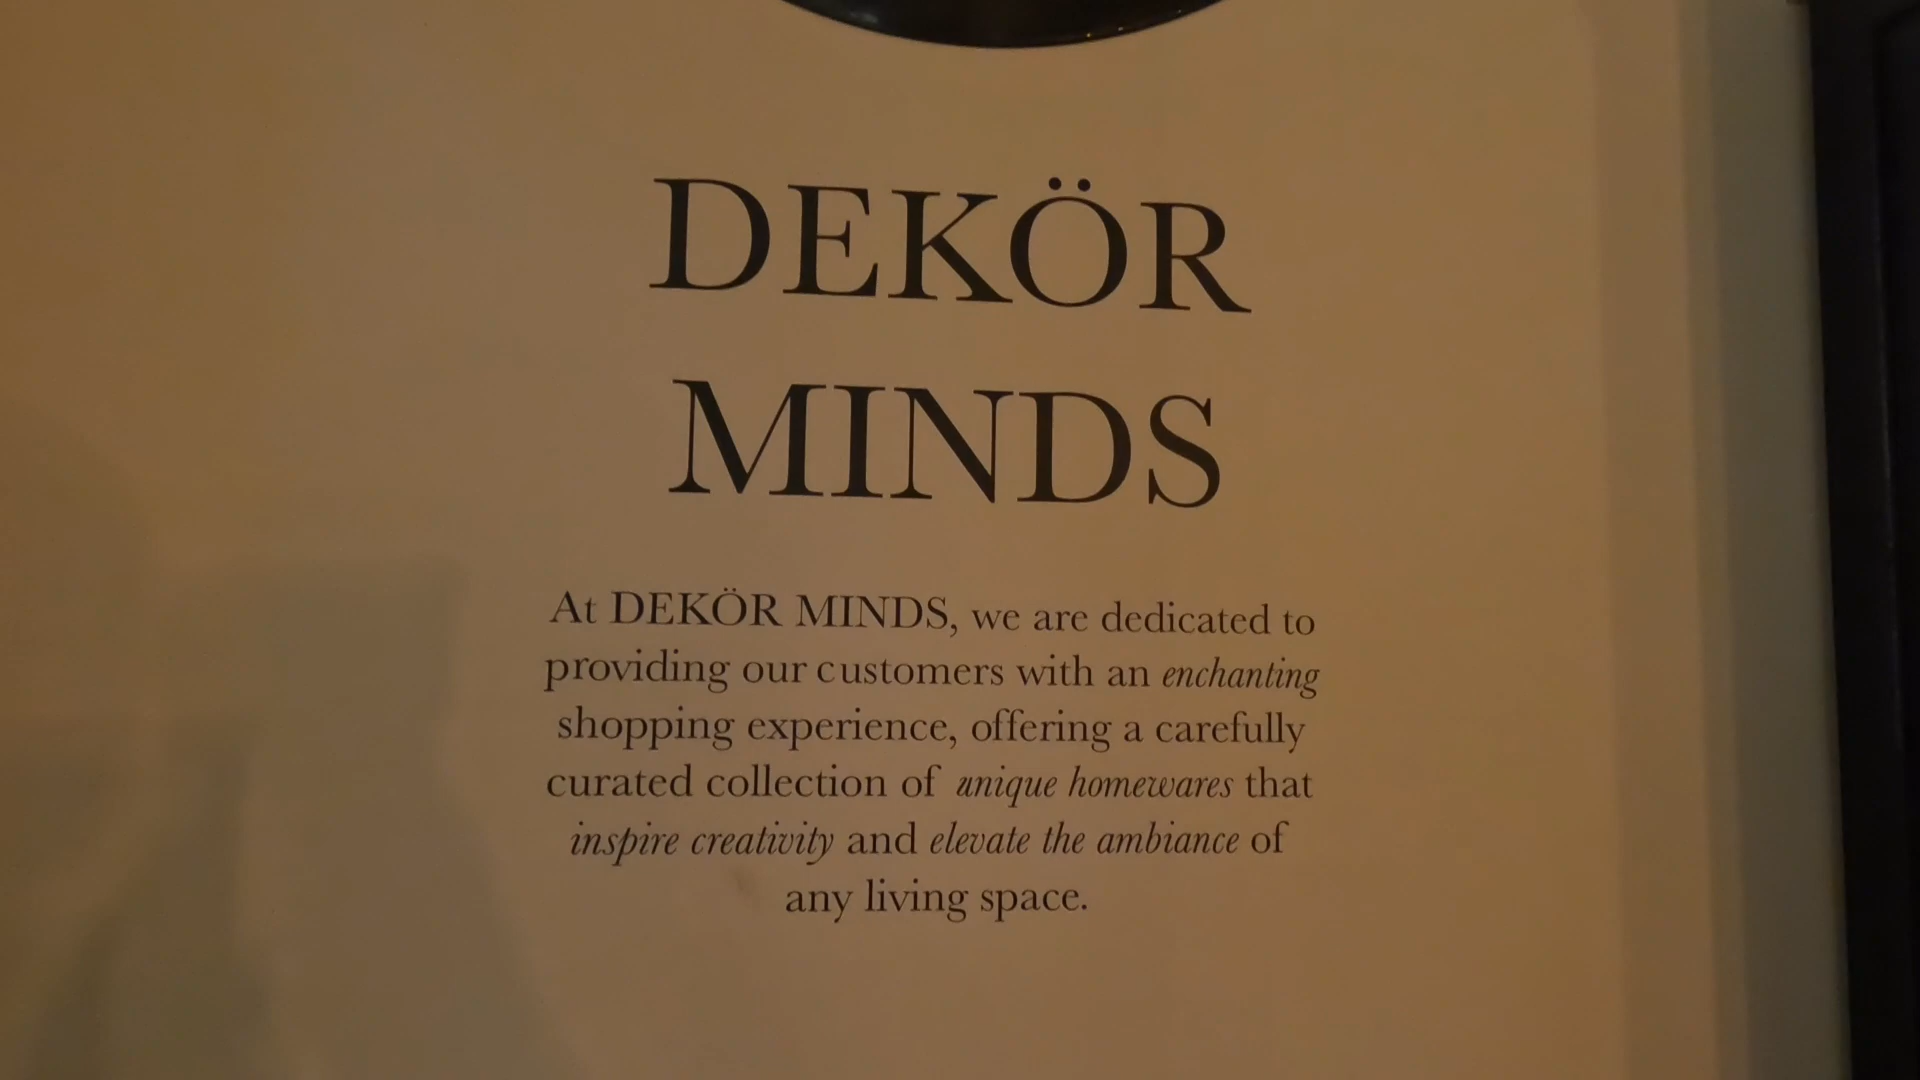 DEKÖR
MINDS
At DEKÖR MINDS, we are dedicated to
providing our customers with an enchanting
shopping experience, offering a carefully
curated collection of unique homewares that
inspire creativity and elevate the ambiance of
any living space.